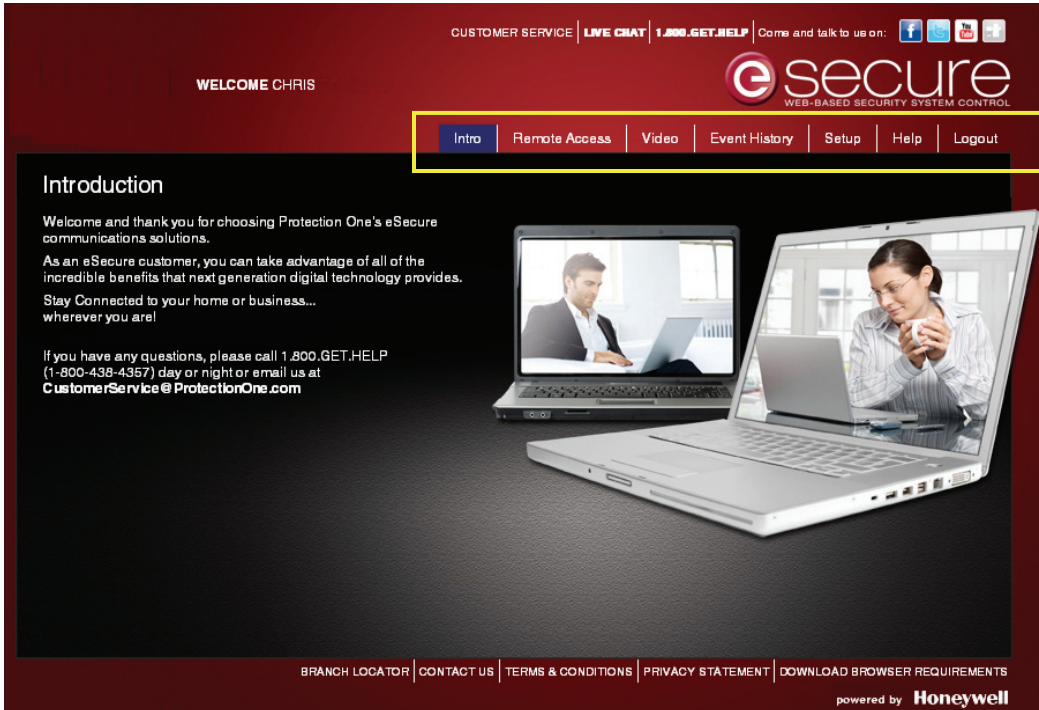 CUSTOMER SERVICE LIVE CHAT 1.800.GET.HELP Come and talk to us on:
WELCOME CHRIS
esecure
WEB-BASED SECURITY SYSTEM CONTROL
Intro Remote Access Video Event History Setup Help Logout
Introduction
Welcome and thank you for choosing Protection One's eSecure
communications solutions.
As an eSecure customer, you can take advantage of all of the
incredible benefits that next generation digital technology provides.
Stay Connected to your home or business...
wherever you are!
If you have any questions, please call 1.800.GET.HELP
(1-800-438-4357) day or night or email us at
CustomerService@ProtectionOne.com
BRANCH LOCATOR CONTACT US TERMS & CONDITIONS PRIVACY STATEMENT DOWNLOAD BROWSER REQUIREMENTS
powered by Honeywell